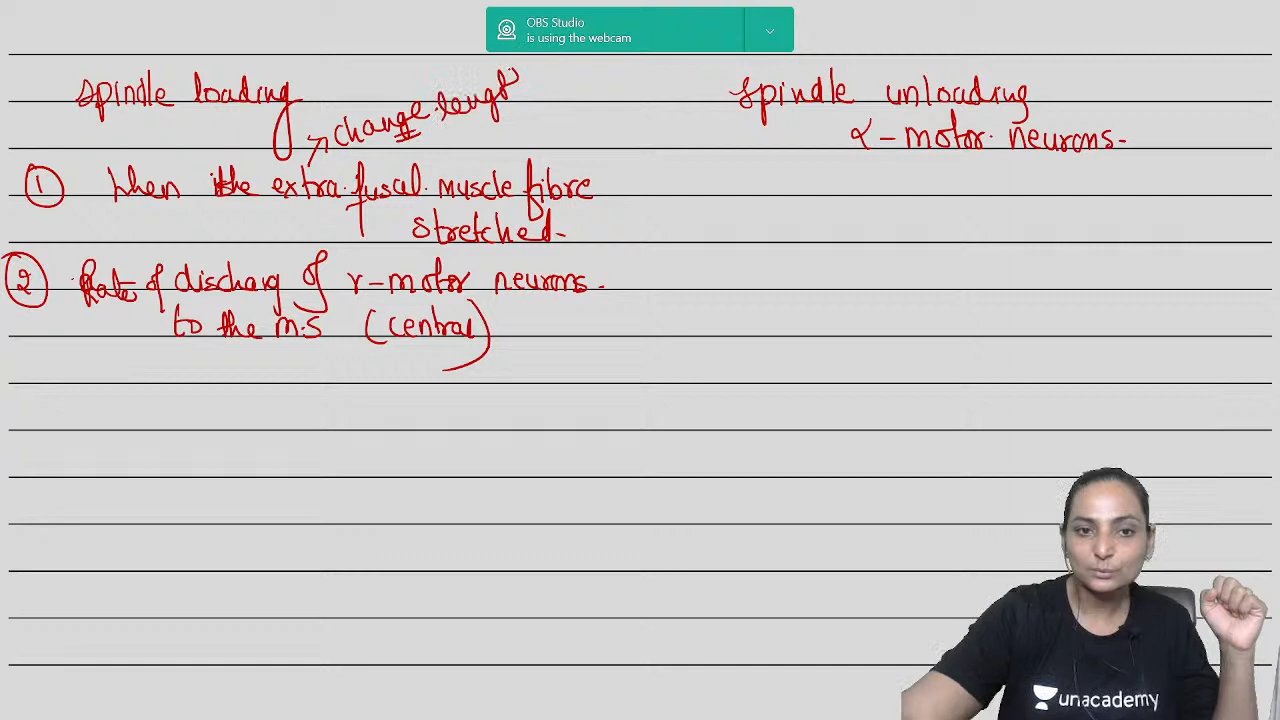 OBS Studio
is using the webcam
spindle loading
change lengt
① When the extra fusal muscle fibre
stretched
② Rate of discharg of γ-motor neurons.
to the M.S (central)
spindle unloading
α-motor neurons.
unacademy